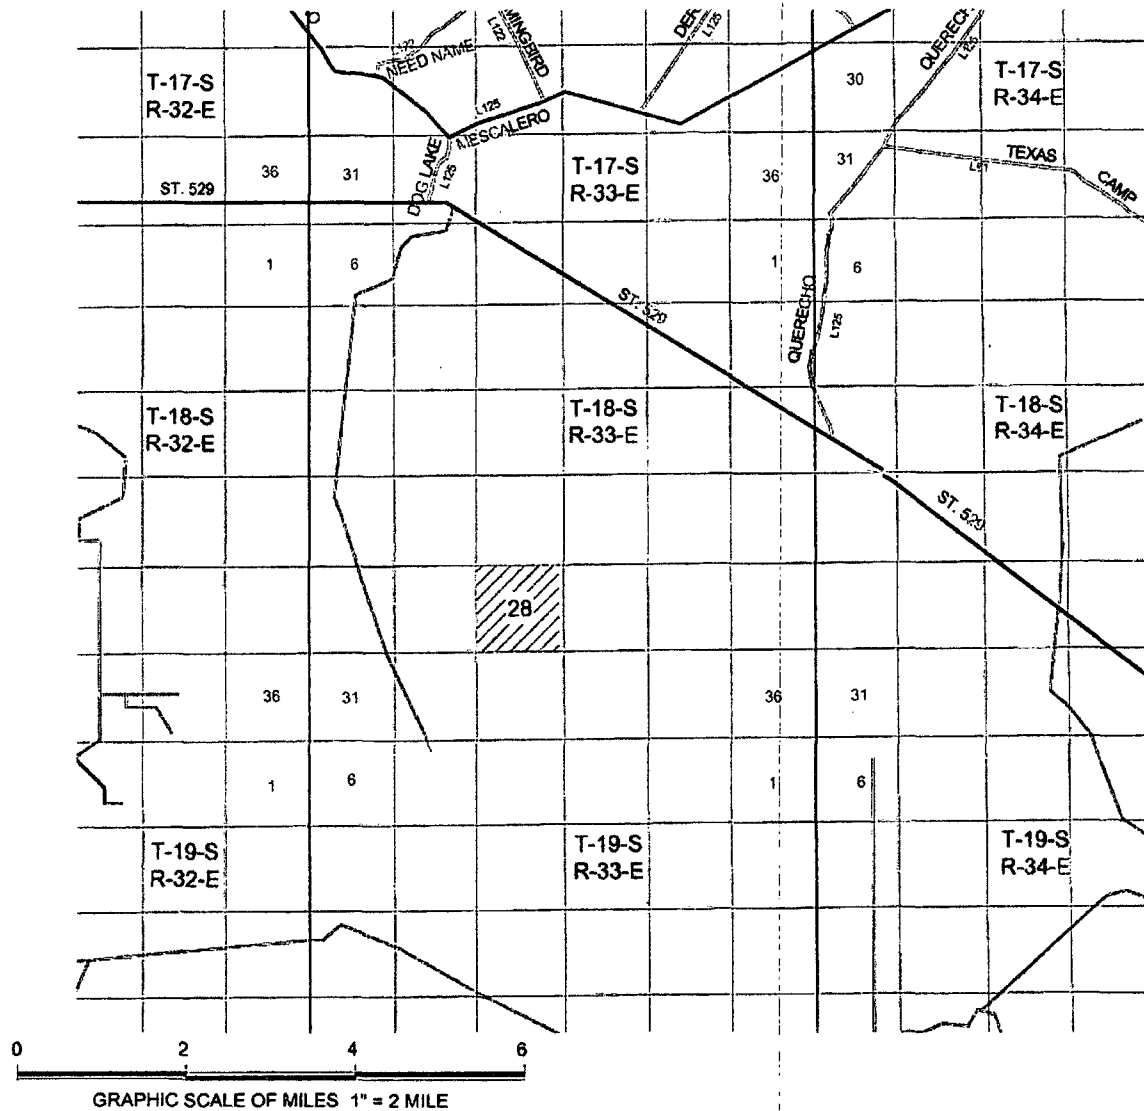 MINGBIRD
L122
L125
QUERECH
L125
L122
NEED NAME
30
T-17-S
R-32-E
T-17-S
R-34-E
L125
MESCALERO
DOG LAKE
L125
T-17-S
R-33-E
36
31
36
31
TEXAS
CAMP
ST. 529
1
6
1
6
ST. 529
QUERECHO
L125
T-18-S
R-32-E
T-18-S
R-33-E
T-18-S
R-34-E
ST. 529
28
36
31
36
31
1
6
1
6
T-19-S
R-32-E
T-19-S
R-33-E
T-19-S
R-34-E
0 2 4 6
GRAPHIC SCALE OF MILES 1" = 2 MILE